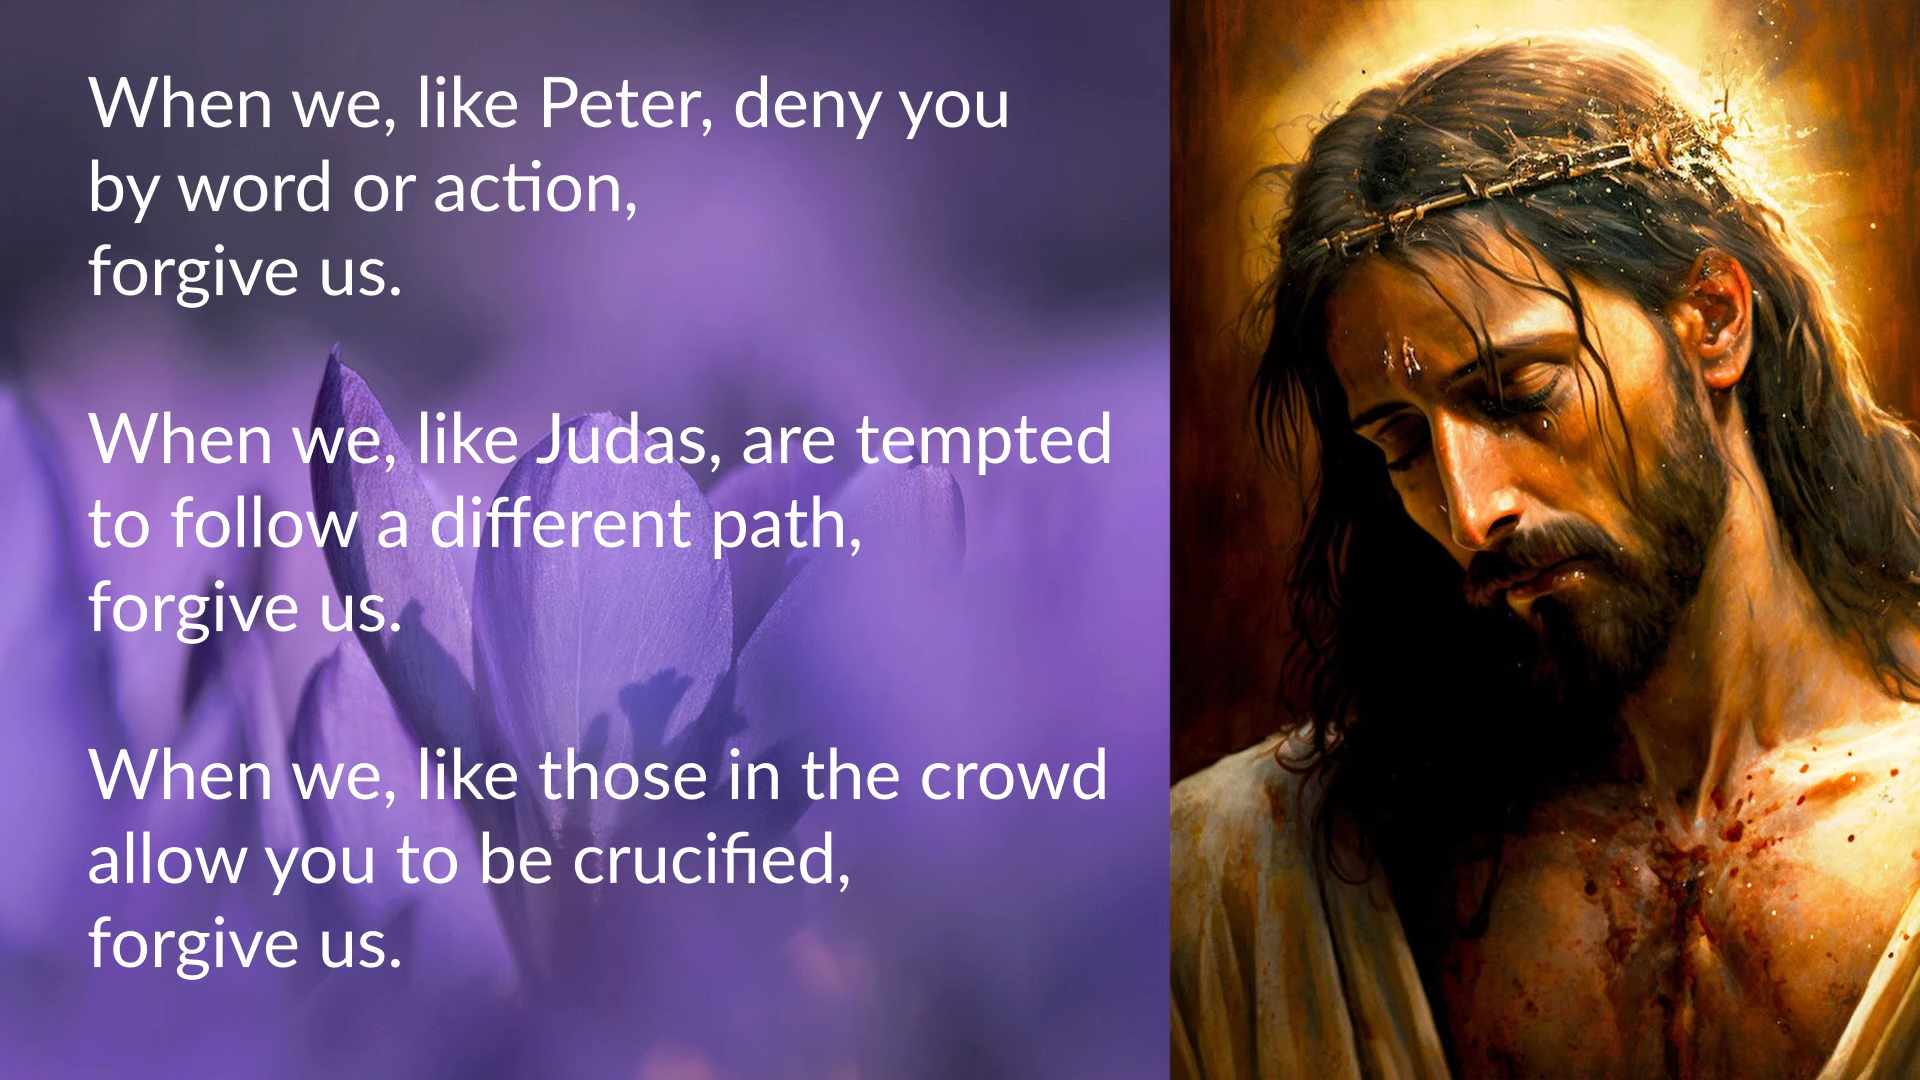 When we, like Peter, deny you
by word or action,
forgive us.
When we, like Judas, are tempted
to follow a different path,
forgive us.
When we, like those in the crowd
allow you to be crucified,
forgive us.